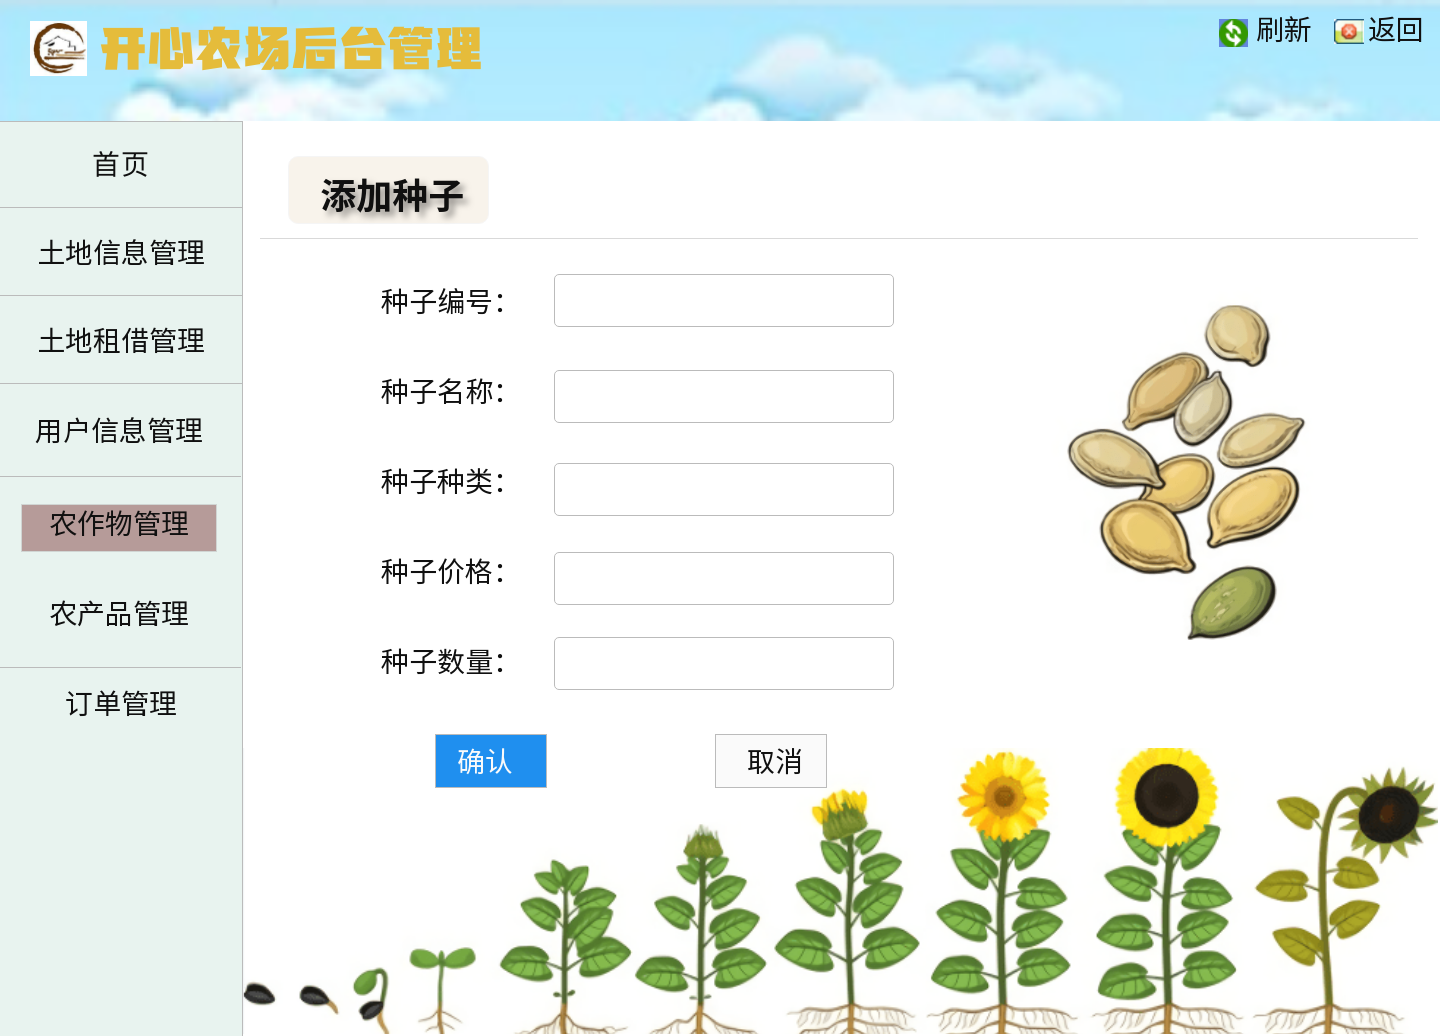 开心农场后台管理
刷新
返回
首页
土地信息管理
土地租借管理
用户信息管理
农作物管理
农产品管理
订单管理
添加种子
种子编号：
种子名称：
种子种类：
种子价格：
种子数量：
确认
取消